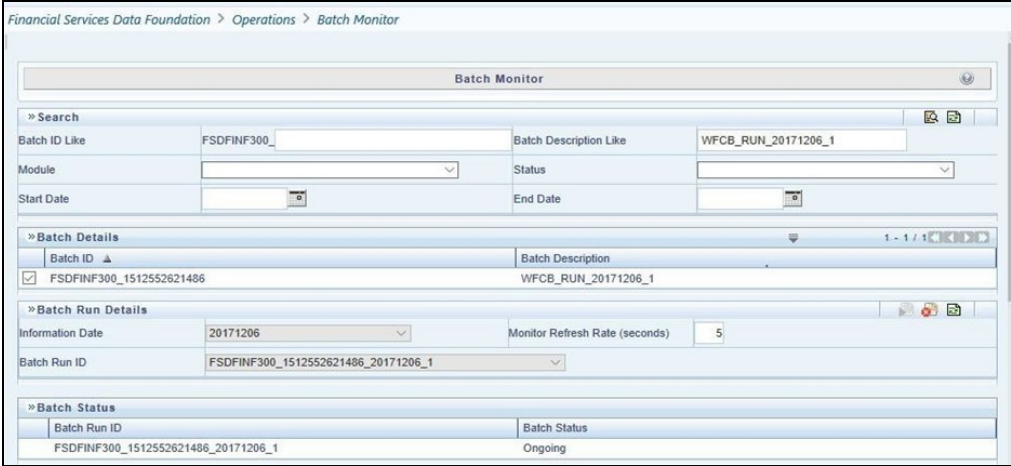 Financial Services Data Foundation > Operations > Batch Monitor
Batch Monitor
» Search
Batch ID Like FSDFINF300_ Batch Description Like WFCB_RUN_20171206_1
Module Status
Start Date End Date
»Batch Details 1 - 1 / 1
Batch ID Batch Description
FSDFINF300_1512552621486 WFCB_RUN_20171206_1
»Batch Run Details
Information Date 20171206 Monitor Refresh Rate (seconds) 5
Batch Run ID FSDFINF300_1512552621486_20171206_1
»Batch Status
Batch Run ID Batch Status
FSDFINF300_1512552621486_20171206_1 Ongoing